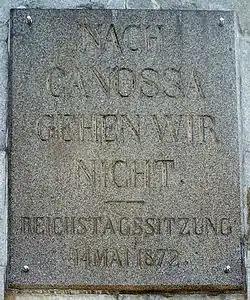 NACH
CANOSSA
GEHEN WIR
NICHT.
REICHSTAGSSITZUNG
14 MAI 1872.